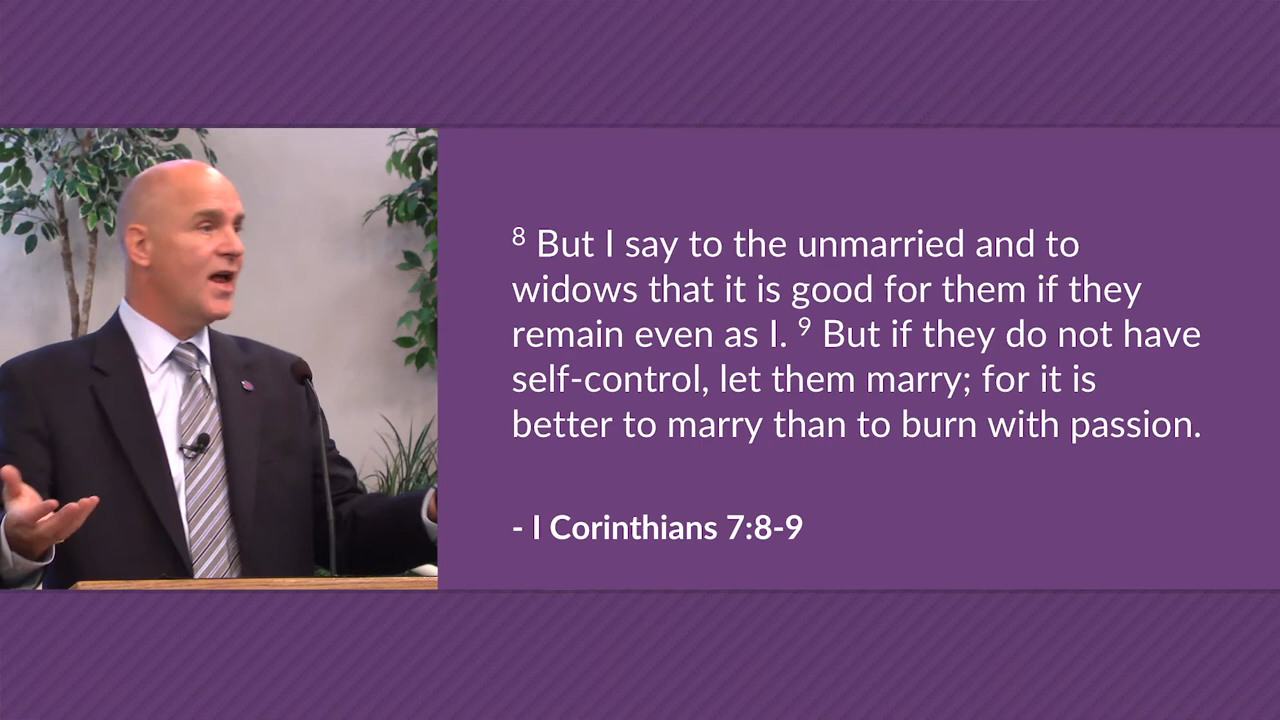 8 But I say to the unmarried and to
widows that it is good for them if they
remain even as I. 9 But if they do not have
self-control, let them marry; for it is
better to marry than to burn with passion.
- I Corinthians 7:8-9